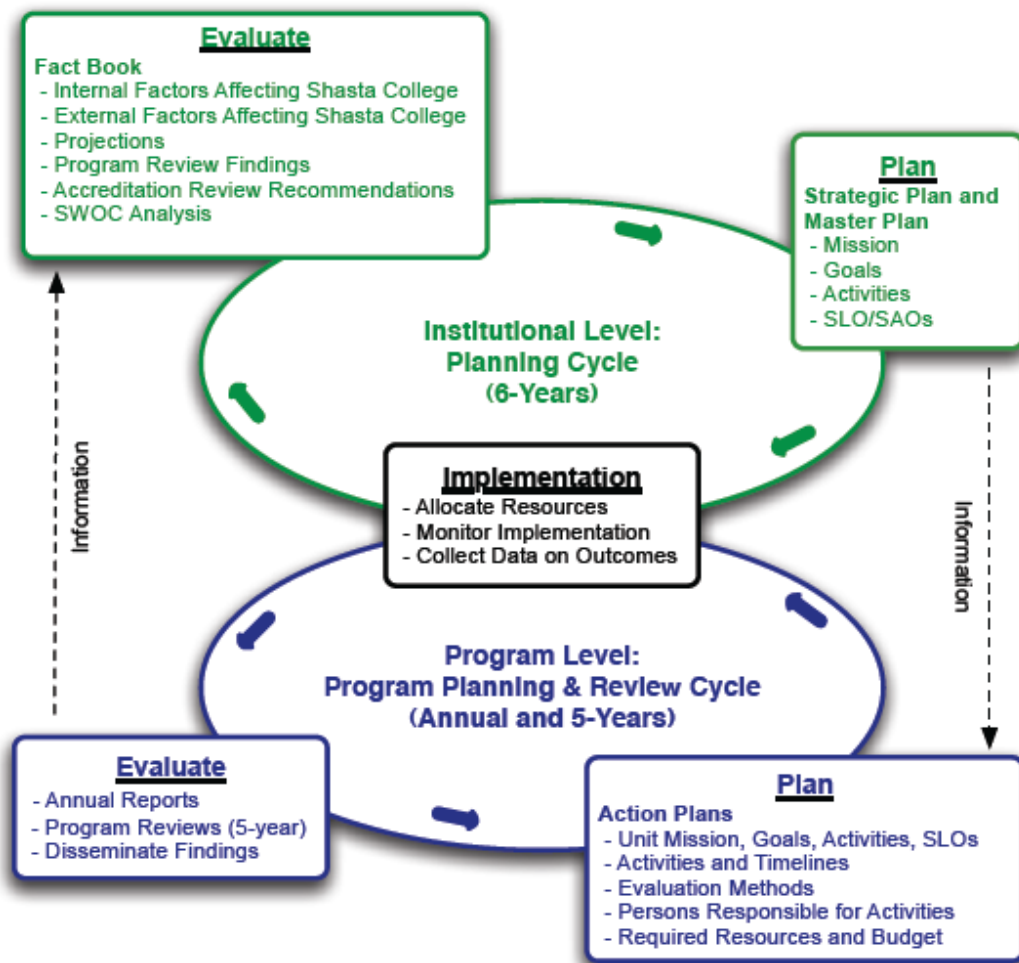 Evaluate
Fact Book
- Internal Factors Affecting Shasta College
- External Factors Affecting Shasta College
- Projections
- Program Review Findings
- Accreditation Review Recommendations
- SWOC Analysis
Plan
Strategic Plan and
Master Plan
- Mission
- Goals
- Activities
- SLO/SAOs
Institutional Level:
Planning Cycle
(6-Years)
Information
Implementation
- Allocate Resources
- Monitor Implementation
- Collect Data on Outcomes
Information
Program Level:
Program Planning & Review Cycle
(Annual and 5-Years)
Evaluate
- Annual Reports
- Program Reviews (5-year)
- Disseminate Findings
Plan
Action Plans
- Unit Mission, Goals, Activities, SLOs
- Activities and Timelines
- Evaluation Methods
- Persons Responsible for Activities
- Required Resources and Budget